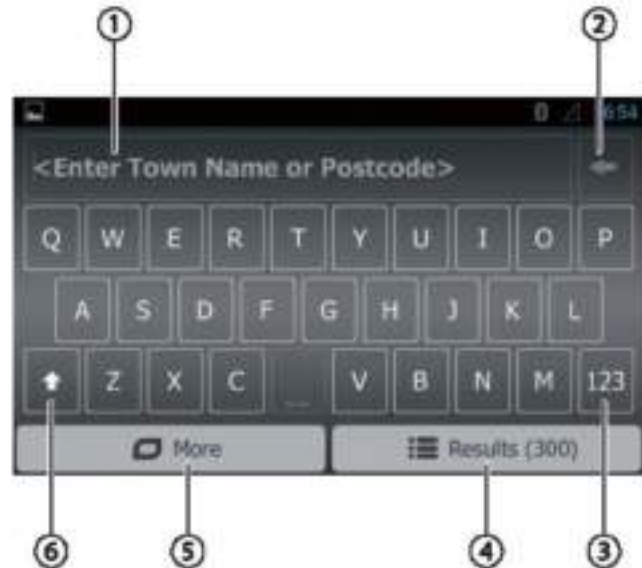 ① ②
6:54
<Enter Town Name or Postcode>
Q W E R T Y U I O P
A S D F G H J K L
Z X C _ V B N M 123
More Results (300)
⑥ ⑤ ④ ③